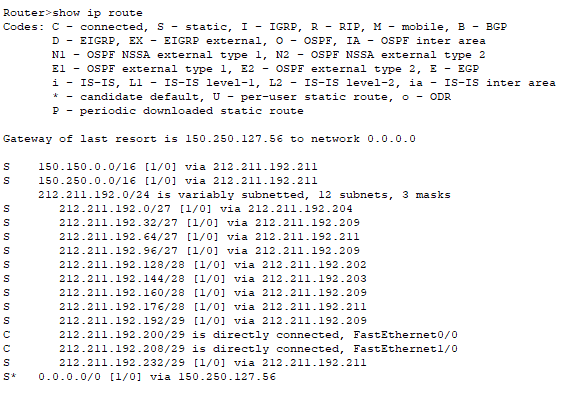 Router>show ip route
Codes: C - connected, S - static, I - IGRP, R - RIP, M - mobile, B - BGP
D - EIGRP, EX - EIGRP external, O - OSPF, IA - OSPF inter area
N1 - OSPF NSSA external type 1, N2 - OSPF NSSA external type 2
E1 - OSPF external type 1, E2 - OSPF external type 2, E - EGP
i - IS-IS, L1 - IS-IS level-1, L2 - IS-IS level-2, ia - IS-IS inter area
* - candidate default, U - per-user static route, o - ODR
P - periodic downloaded static route
Gateway of last resort is 150.250.127.56 to network 0.0.0.0
S 150.150.0.0/16 [1/0] via 212.211.192.211
S 150.250.0.0/16 [1/0] via 212.211.192.211
212.211.192.0/24 is variably subnetted, 12 subnets, 3 masks
S 212.211.192.0/27 [1/0] via 212.211.192.204
S 212.211.192.32/27 [1/0] via 212.211.192.209
S 212.211.192.64/27 [1/0] via 212.211.192.211
S 212.211.192.96/27 [1/0] via 212.211.192.209
S 212.211.192.128/28 [1/0] via 212.211.192.202
S 212.211.192.144/28 [1/0] via 212.211.192.203
S 212.211.192.160/28 [1/0] via 212.211.192.209
S 212.211.192.176/28 [1/0] via 212.211.192.211
S 212.211.192.192/29 [1/0] via 212.211.192.209
C 212.211.192.200/29 is directly connected, FastEthernet0/0
C 212.211.192.208/29 is directly connected, FastEthernet1/0
S 212.211.192.232/29 [1/0] via 212.211.192.211
S* 0.0.0.0/0 [1/0] via 150.250.127.56